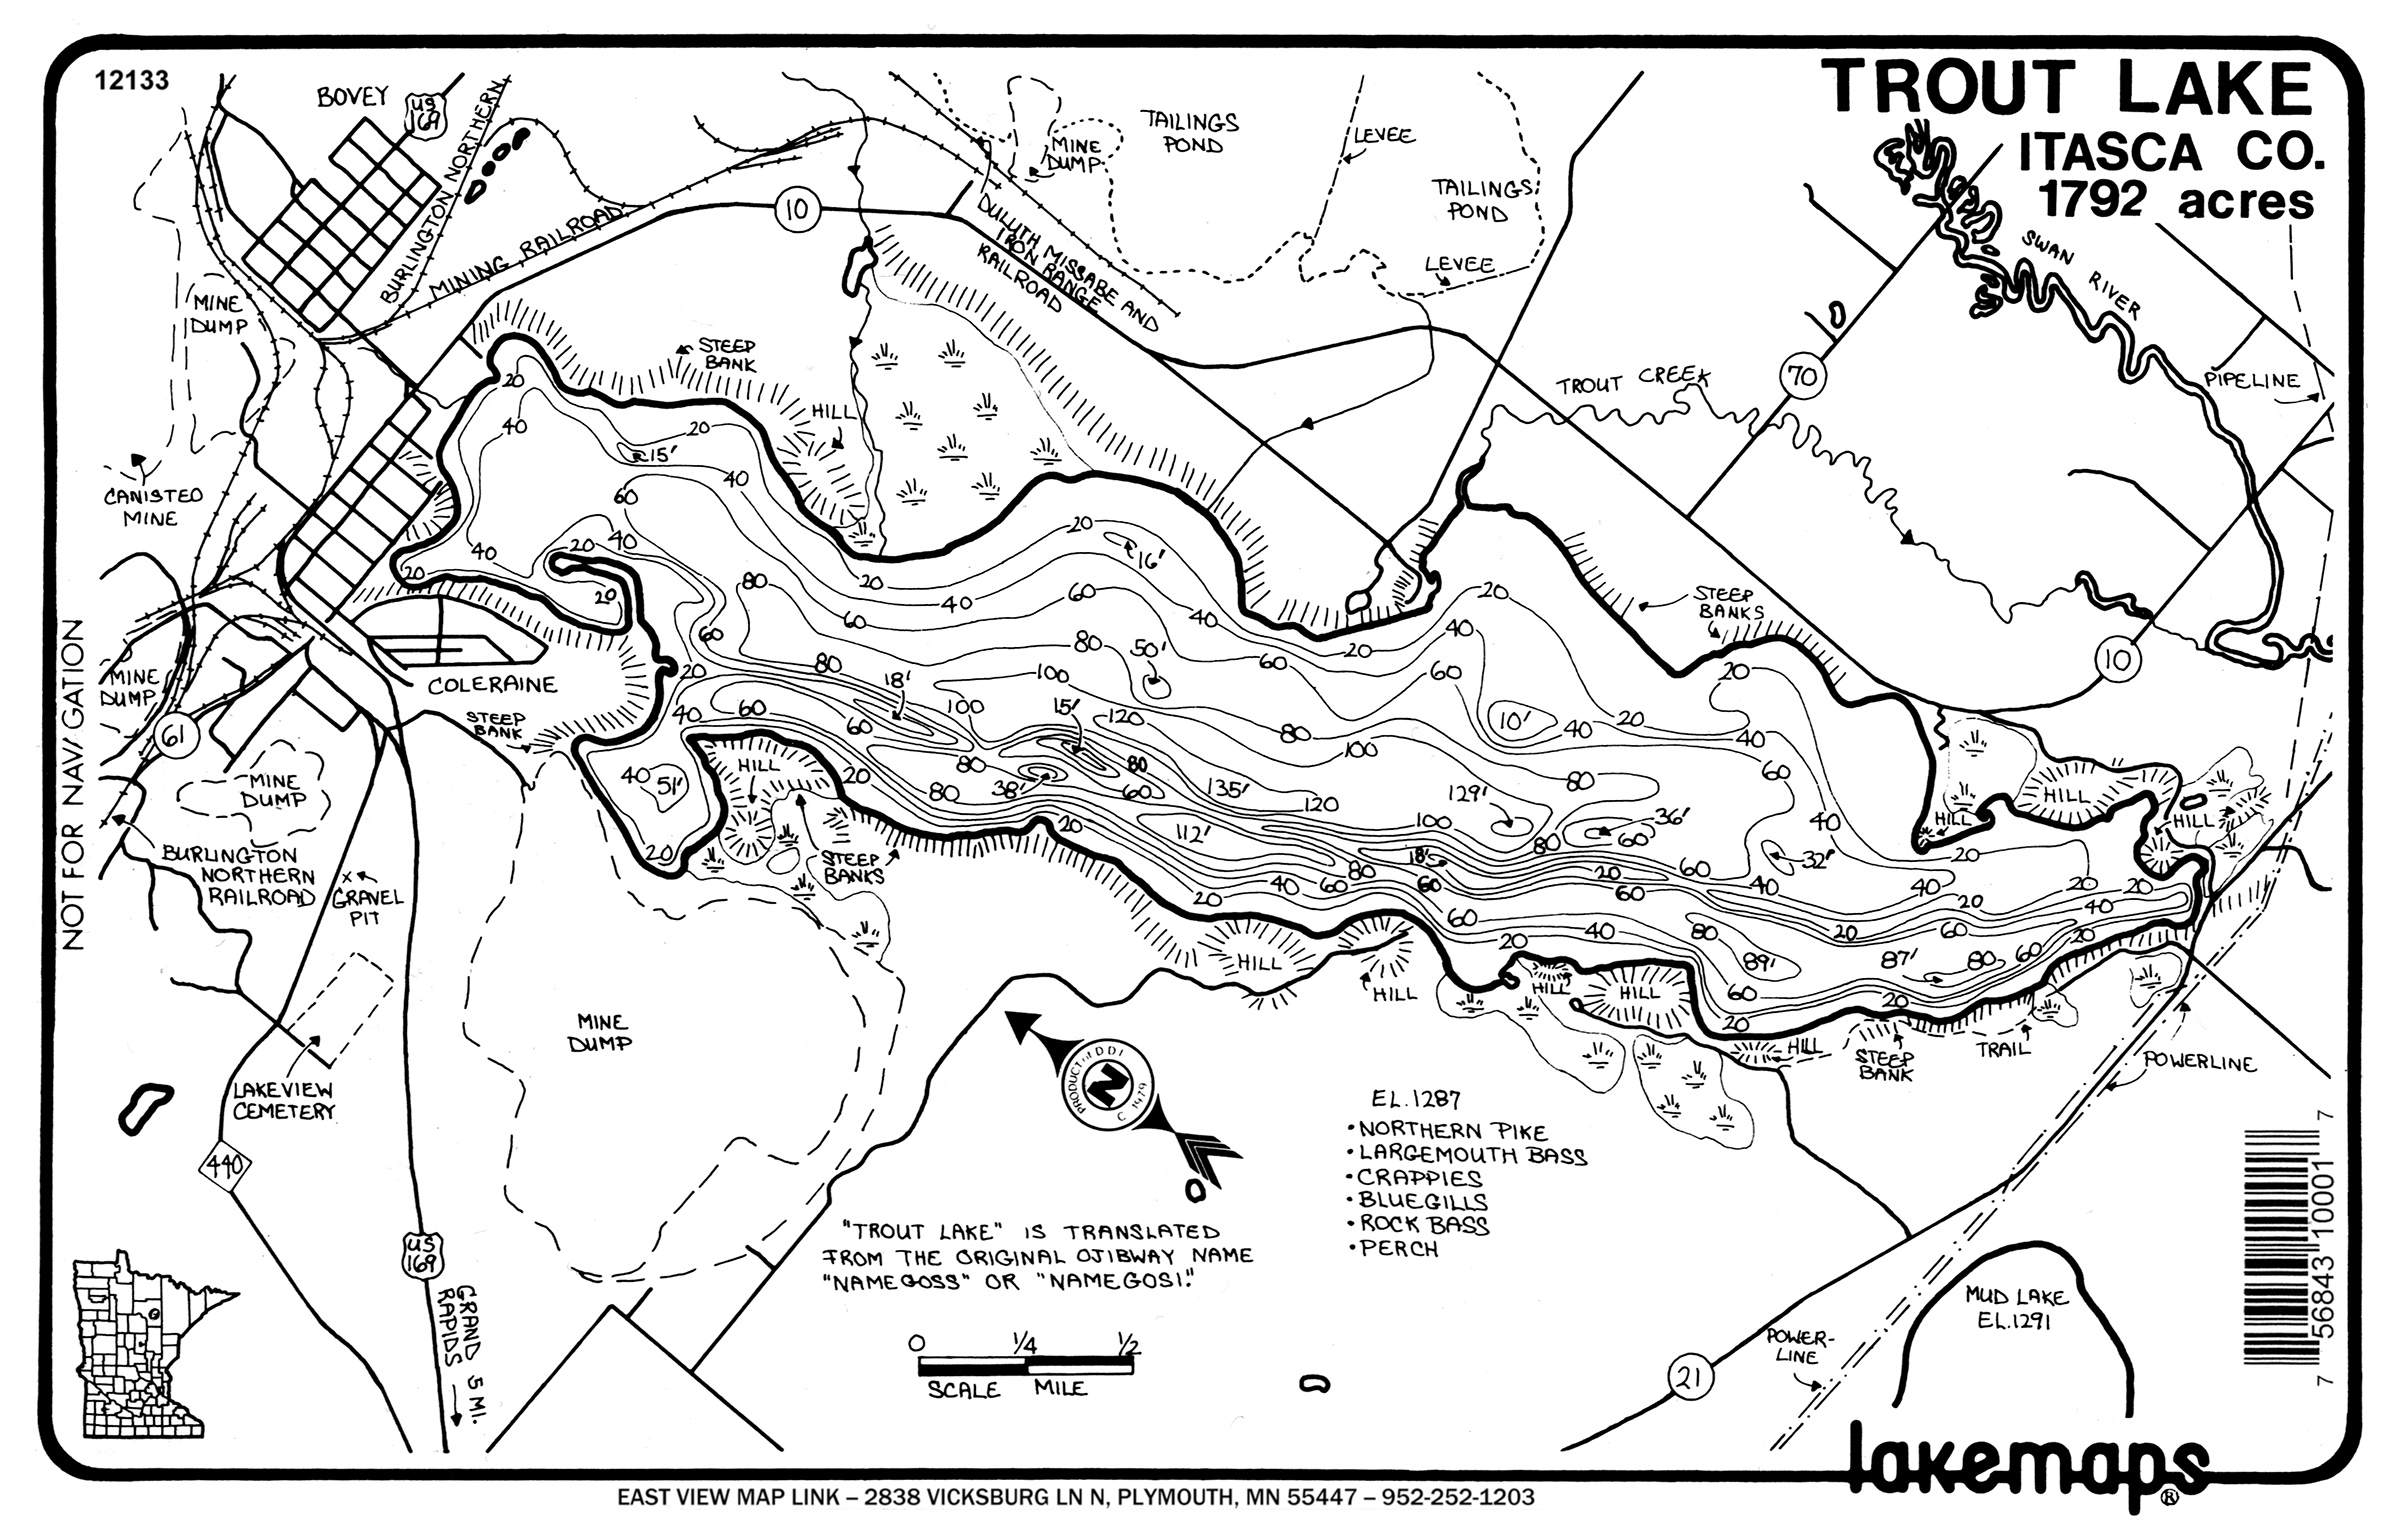 12133
TROUT LAKE
ITASCA CO.
1792 acres
BOVEY
US
169
BURLINGTON NORTHERN
MINING RAILROAD
10
MINE
DUMP
TAILINGS
POND
LEVEE
TAILINGS
POND
LEVEE
DULUTH MISSABE AND
IRON RANGE
RAILROAD
SWAN RIVER
PIPELINE
70
TROUT CREEK
MINE
DUMP
STEEP
BANK
HILL
CANISTEO
MINE
20
40
15'
20
40
60
40
20
20
40
20
80
60
20
40
20
16'
60
40
20
60
20
40
60
STEEP
BANKS
10
NOT FOR NAVIGATION
MINE
DUMP
61
COLERAINE
STEEP
BANK
60
20
80
18'
80
50'
100
40
60
60
100
15'
120
80
100
10'
40
20
20
40
60
MINE
DUMP
HILL
40
51'
20
20
80
80
38'
80
60
135'
120
129'
80
100
36'
60
80
40
32'
HILL
HILL
HILL
BURLINGTON
NORTHERN
RAILROAD
GRAVEL
PIT
STEEP
BANKS
20
112'
18'
80
60
60
20
60
60
40
40
20
20
20
20
40
20
40
60
20
40
80
89'
20
60
87'
80
60
20
20
60
20
HILL
HILL
HILL
HILL
HILL
STEEP
BANK
TRAIL
POWERLINE
MINE
DUMP
LAKEVIEW
CEMETERY
440
US
169
GRAND
RAPIDS 5 MI.
PRODUCT of DDI
N
C 1979
EL. 1287
•NORTHERN PIKE
•LARGEMOUTH BASS
•CRAPPIES
•BLUEGILLS
•ROCK BASS
•PERCH
"TROUT LAKE" IS TRANSLATED
FROM THE ORIGINAL OJIBWAY NAME
"NAMEGOSS" OR "NAMEGOSI."
0 1/4 1/2
SCALE MILE
21
POWER-
LINE
MUD LAKE
EL.1291
7 56843 10001 7
lakemaps®
EAST VIEW MAP LINK – 2838 VICKSBURG LN N, PLYMOUTH, MN 55447 – 952-252-1203